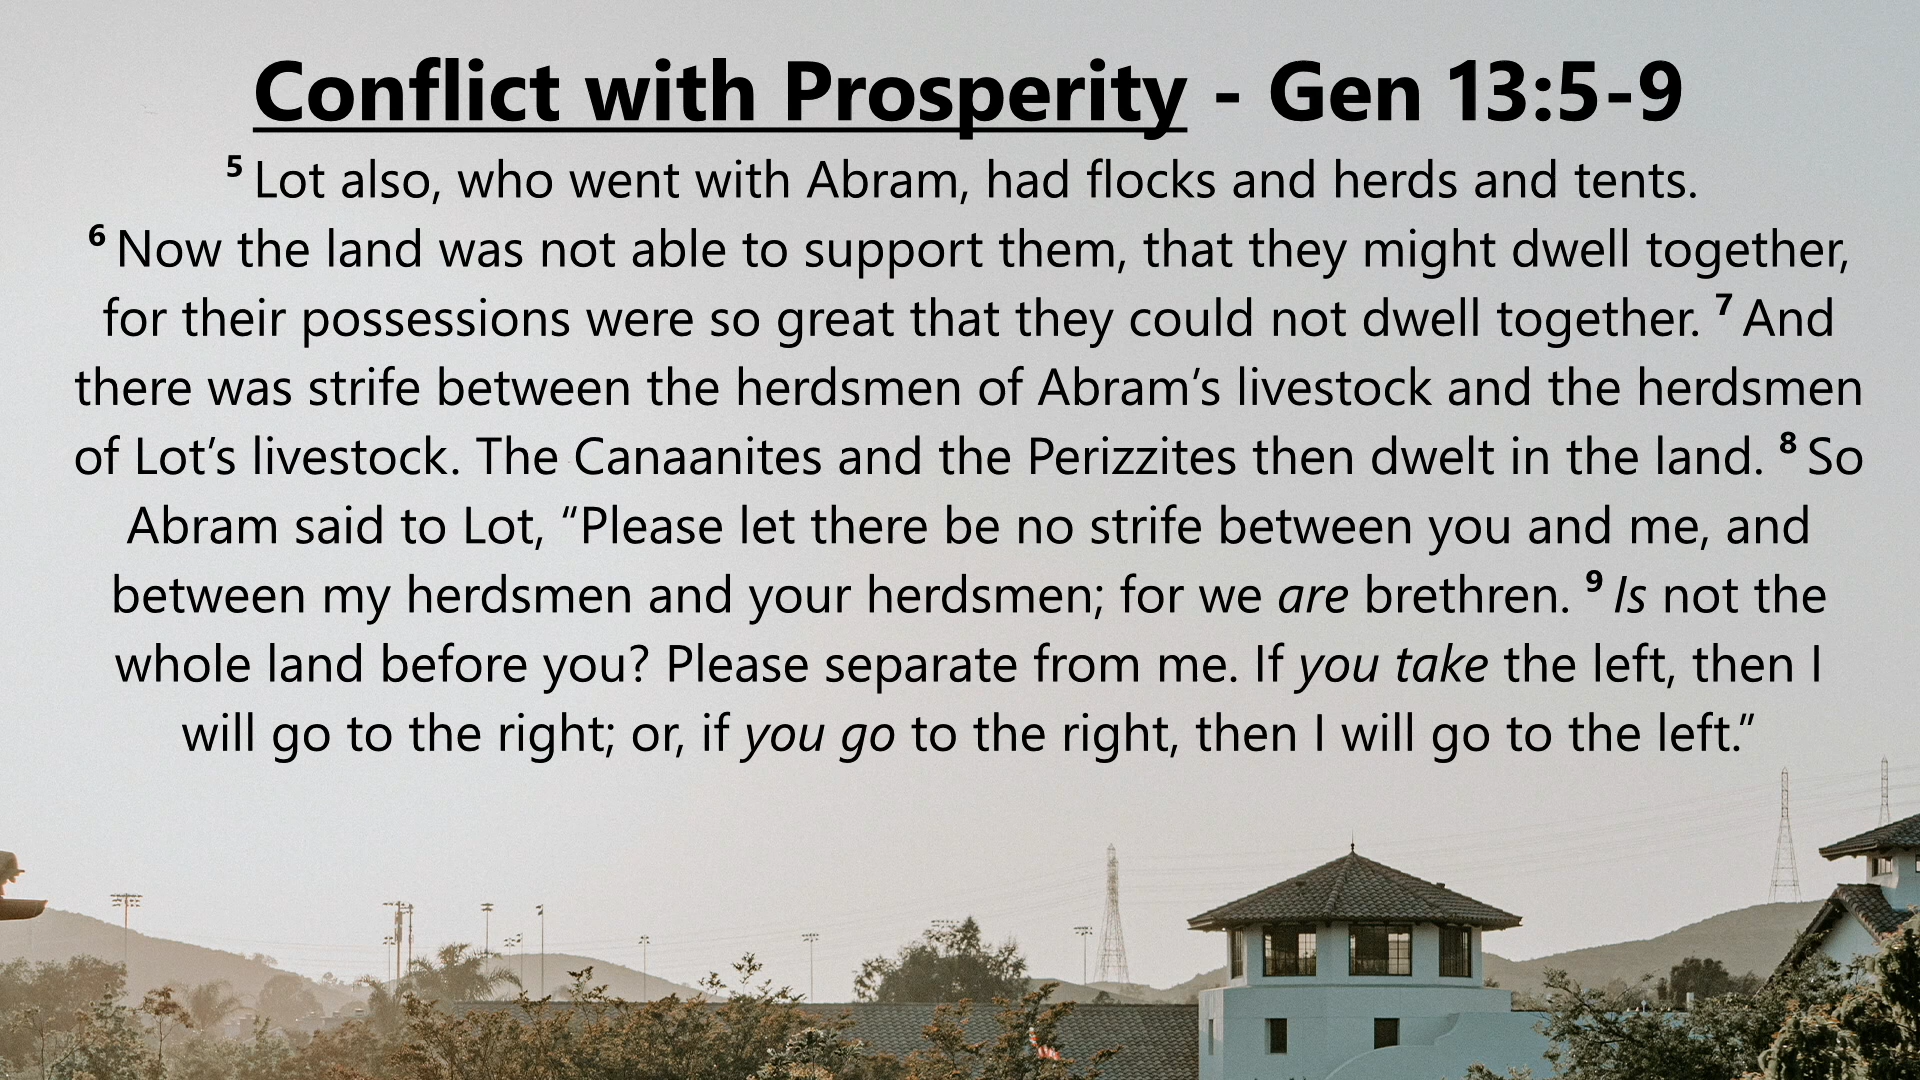 Conflict with Prosperity - Gen 13:5-9
5 Lot also, who went with Abram, had flocks and herds and tents.
6 Now the land was not able to support them, that they might dwell together,
for their possessions were so great that they could not dwell together. 7 And
there was strife between the herdsmen of Abram’s livestock and the herdsmen
of Lot’s livestock. The Canaanites and the Perizzites then dwelt in the land. 8 So
Abram said to Lot, “Please let there be no strife between you and me, and
between my herdsmen and your herdsmen; for we are brethren. 9 Is not the
whole land before you? Please separate from me. If you take the left, then I
will go to the right; or, if you go to the right, then I will go to the left.”